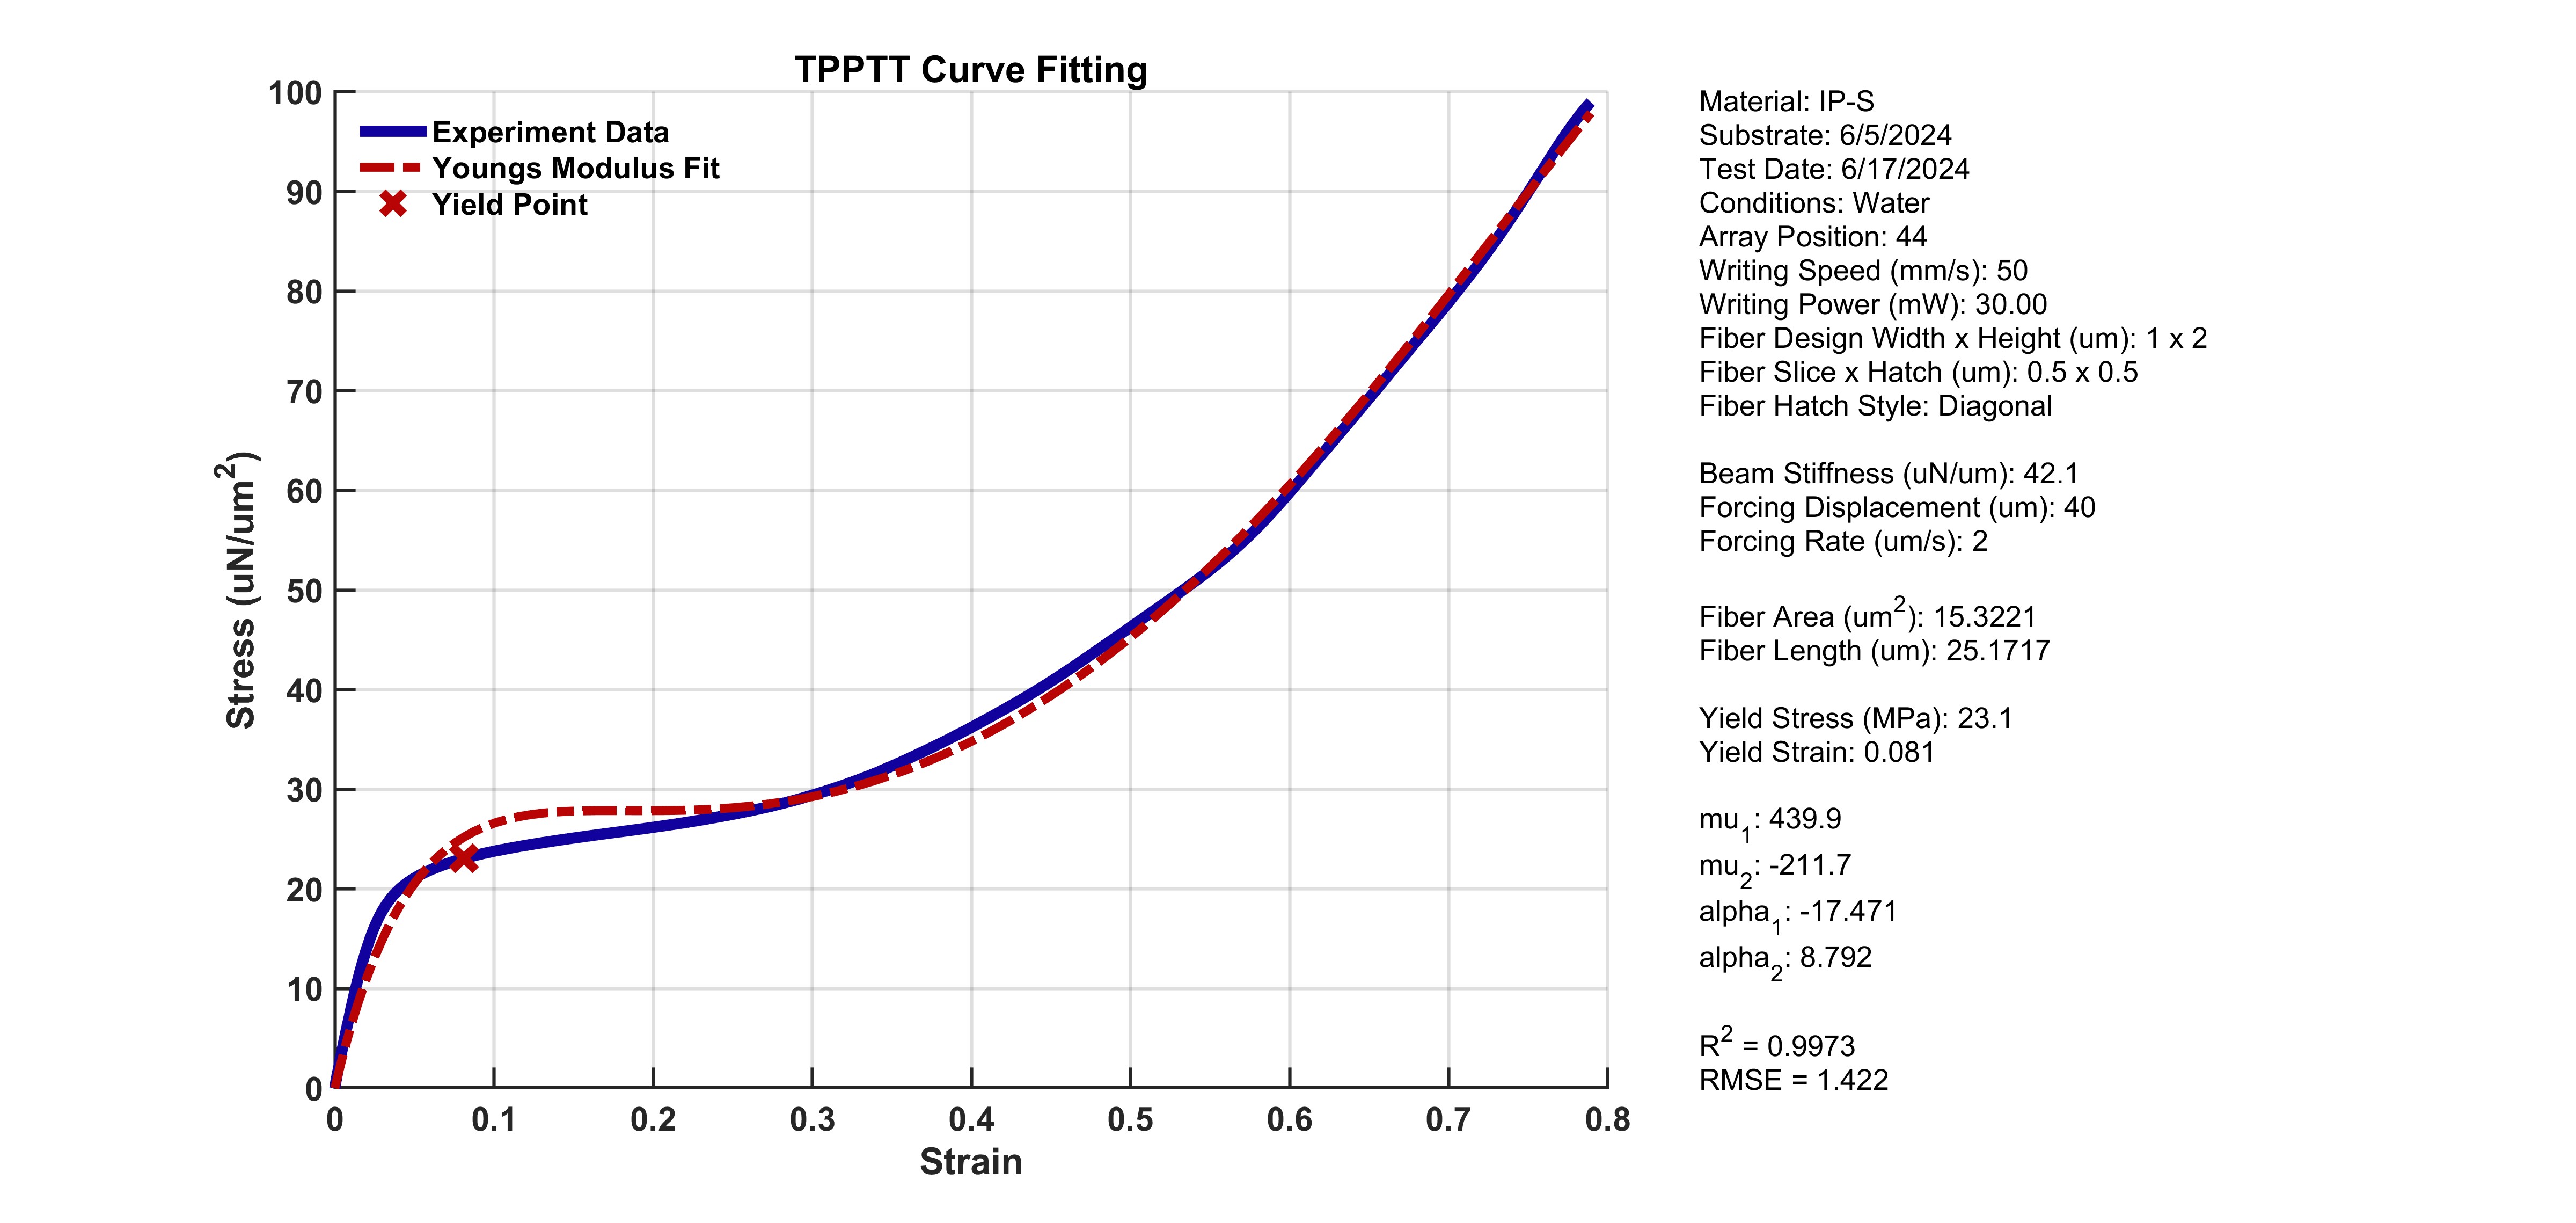 TPPTT Curve Fitting
Experiment Data
Youngs Modulus Fit
Yield Point
100
90
80
70
60
50
40
30
20
10
0
Stress (uN/um²)
0 0.1 0.2 0.3 0.4 0.5 0.6 0.7 0.8
Strain
Material: IP-S
Substrate: 6/5/2024
Test Date: 6/17/2024
Conditions: Water
Array Position: 44
Writing Speed (mm/s): 50
Writing Power (mW): 30.00
Fiber Design Width x Height (um): 1 x 2
Fiber Slice x Hatch (um): 0.5 x 0.5
Fiber Hatch Style: Diagonal
Beam Stiffness (uN/um): 42.1
Forcing Displacement (um): 40
Forcing Rate (um/s): 2
Fiber Area (um²): 15.3221
Fiber Length (um): 25.1717
Yield Stress (MPa): 23.1
Yield Strain: 0.081
mu₁: 439.9
mu₂: -211.7
alpha₁: -17.471
alpha₂: 8.792
R² = 0.9973
RMSE = 1.422